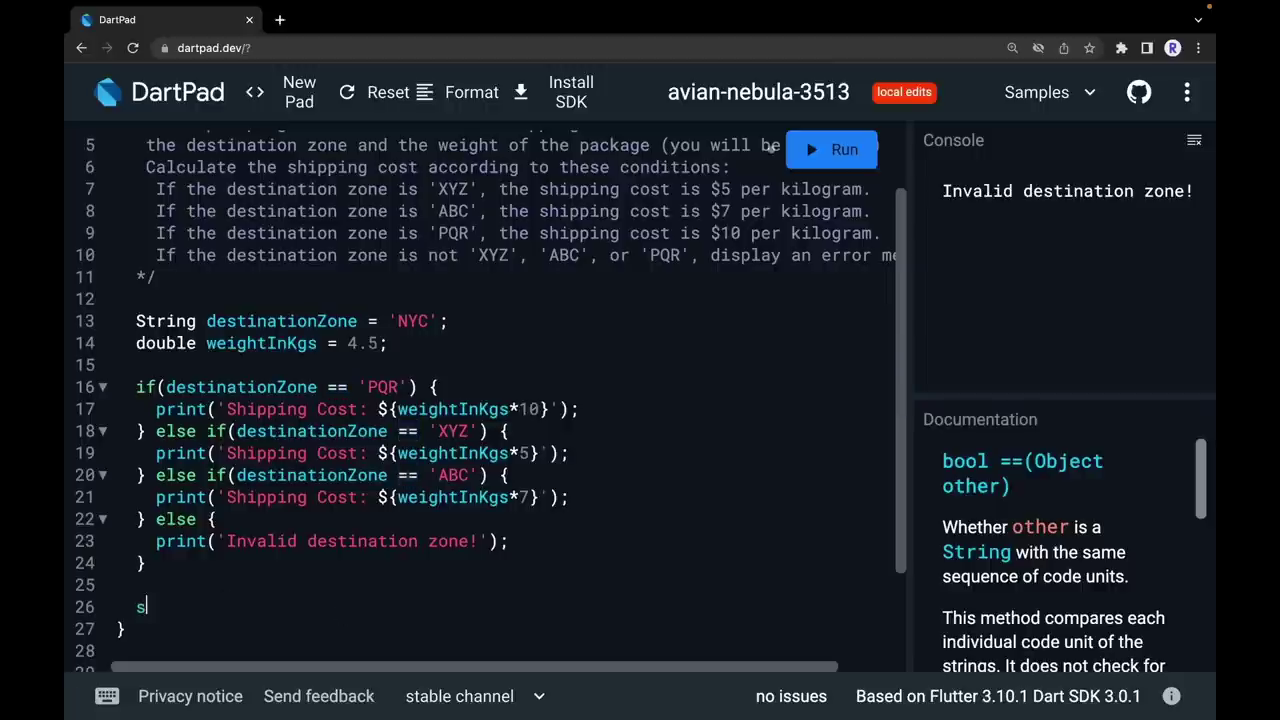 DartPad
dartpad.dev/?
R
DartPad
<> New Pad
Reset
Format
Install SDK
avian-nebula-3513
local edits
Samples
5 the destination zone and the weight of the package (you will be
6 Calculate the shipping cost according to these conditions:
7 If the destination zone is 'XYZ', the shipping cost is $5 per kilogram.
8 If the destination zone is 'ABC', the shipping cost is $7 per kilogram.
9 If the destination zone is 'PQR', the shipping cost is $10 per kilogram.
10 If the destination zone is not 'XYZ', 'ABC', or 'PQR', display an error me
11 */
12
13 String destinationZone = 'NYC';
14 double weightInKgs = 4.5;
15
16 if(destinationZone == 'PQR') {
17 print('Shipping Cost: ${weightInKgs*10}');
18 } else if(destinationZone == 'XYZ') {
19 print('Shipping Cost: ${weightInKgs*5}');
20 } else if(destinationZone == 'ABC') {
21 print('Shipping Cost: ${weightInKgs*7}');
22 } else {
23 print('Invalid destination zone!');
24 }
25
26 s
27 }
28
Run
Console
Invalid destination zone!
Documentation
bool ==(Object
other)
Whether other is a
String with the same
sequence of code units.
This method compares each
individual code unit of the
strings. It does not check for
Privacy notice
Send feedback
stable channel
no issues
Based on Flutter 3.10.1 Dart SDK 3.0.1